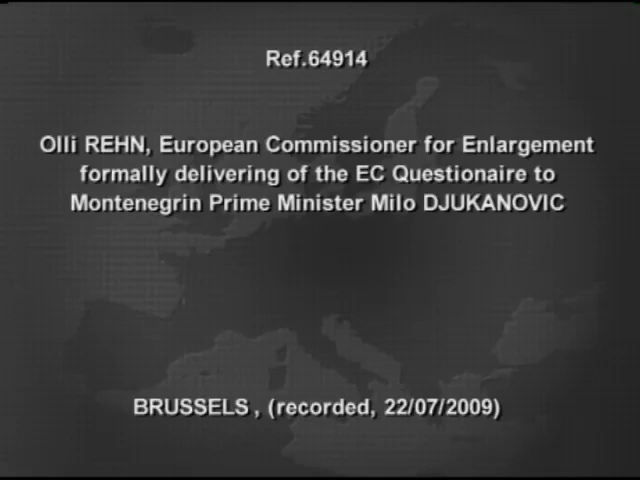 Ref.64914
Olli REHN, European Commissioner for Enlargement
formally delivering of the EC Questionaire to
Montenegrin Prime Minister Milo DJUKANOVIC
BRUSSELS , (recorded, 22/07/2009)